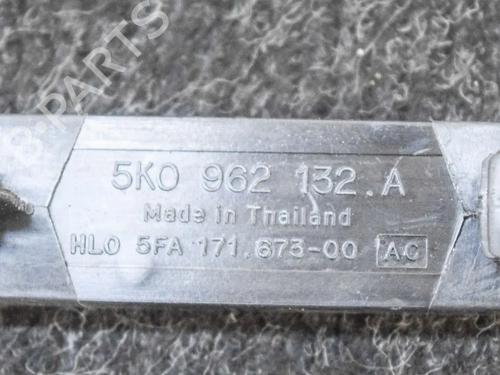 B-PARTS
5K0 962 132.A
Made in Thailand
HLO 5FA 171.673-00 AC